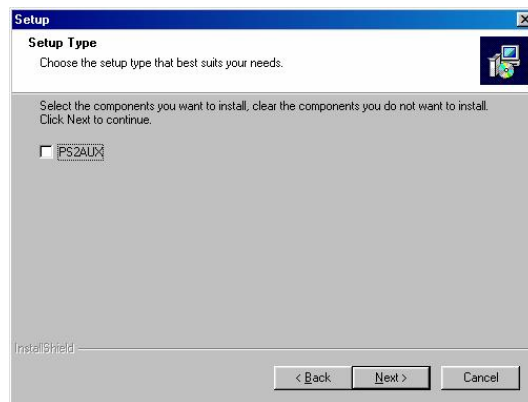 Setup
Setup Type
Choose the setup type that best suits your needs.
Select the components you want to install, clear the components you do not want to install.
Click Next to continue.
PS2AUX
InstallShield
< Back Next > Cancel